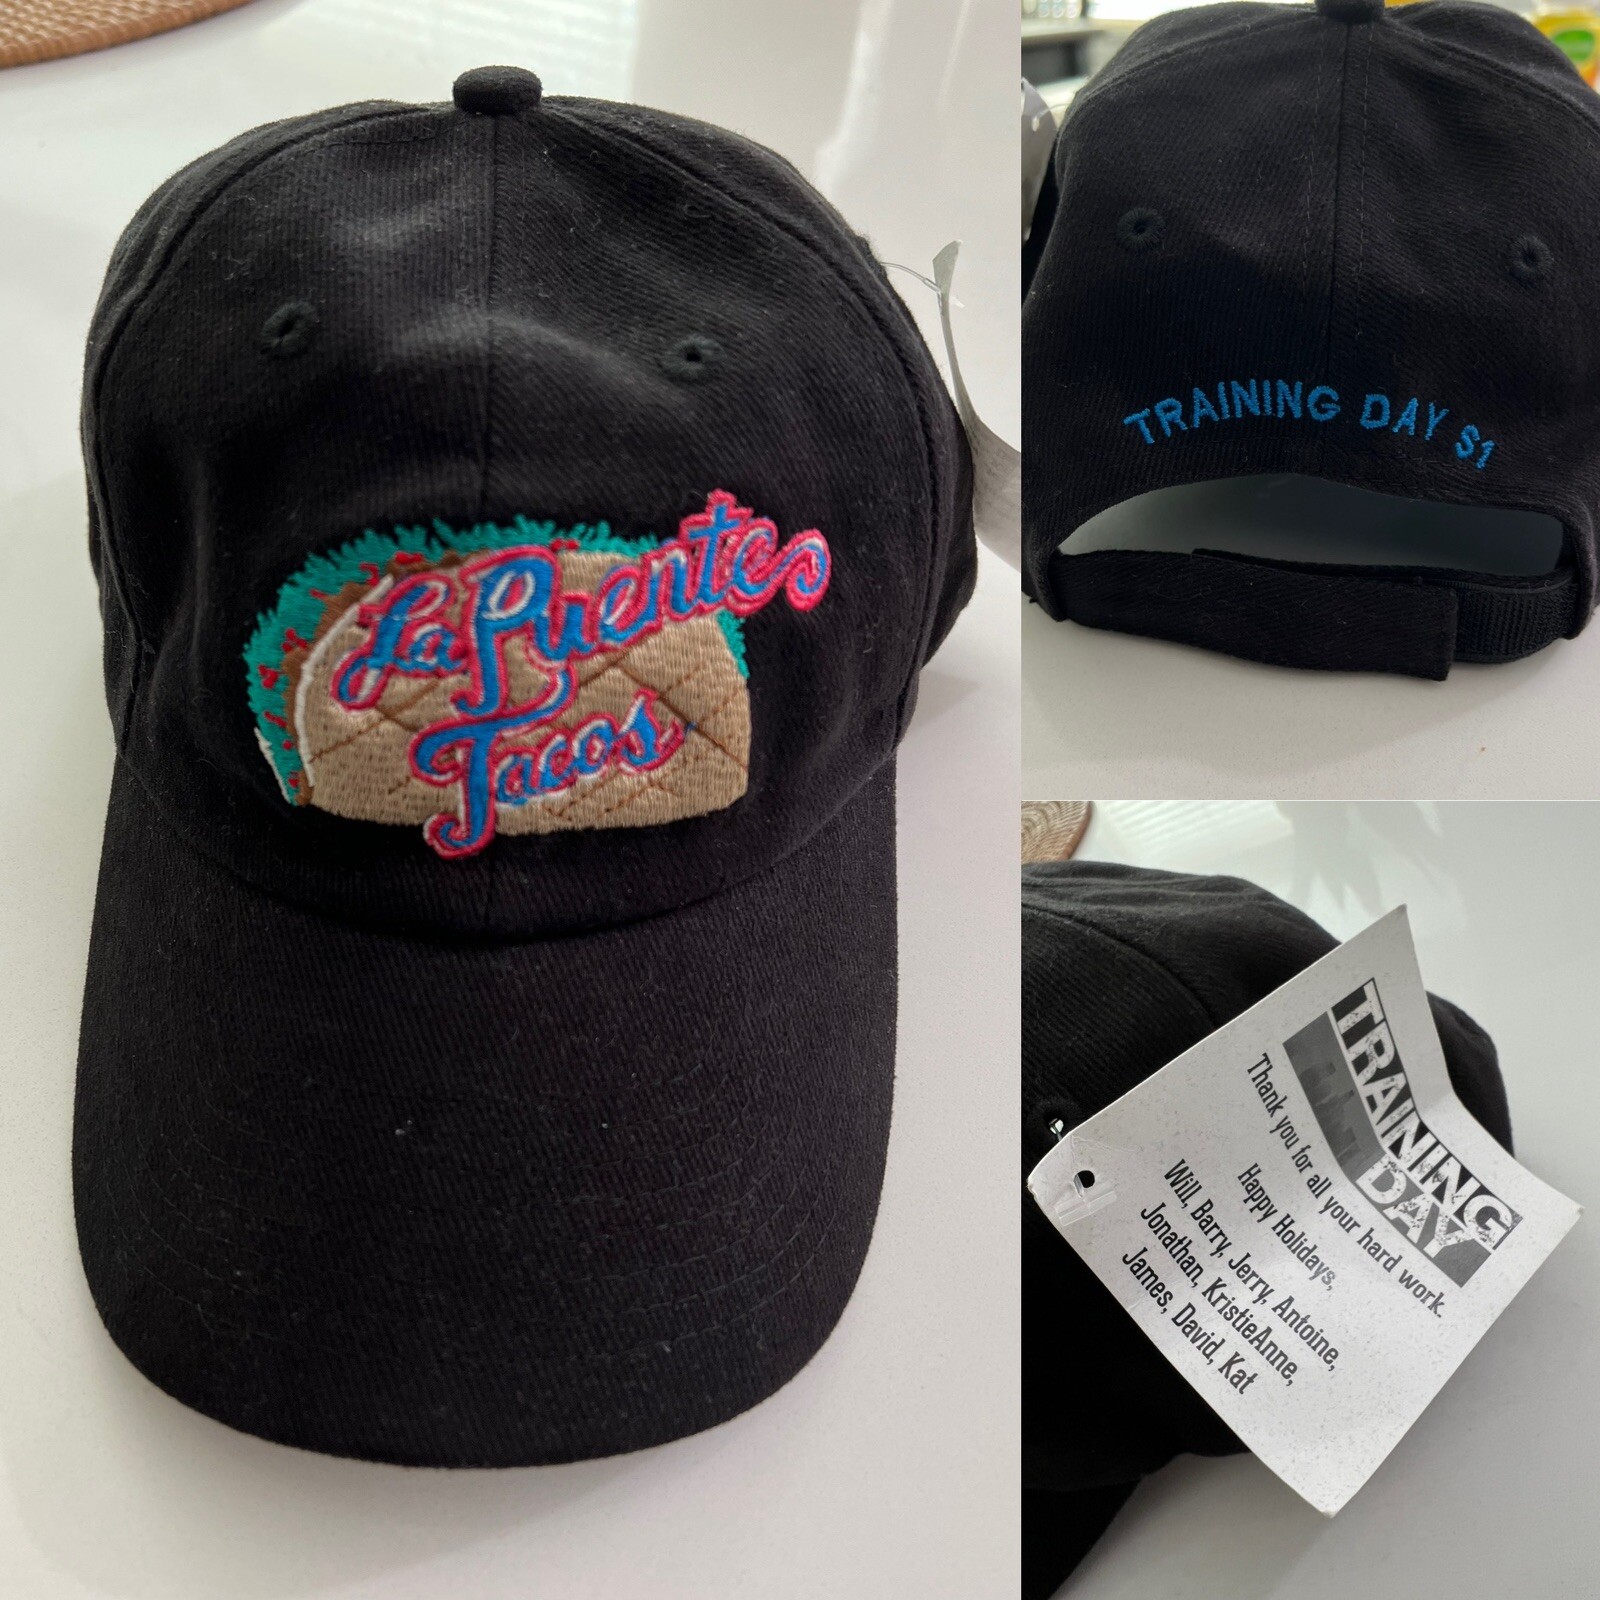 La Puente
Tacos
TRAINING DAY S1
TRAINING
DAY
Thank you for all your hard work.
Happy Holidays,
Will, Barry, Jerry, Antoine,
Jonathan, KristieAnne,
James, David, Kat